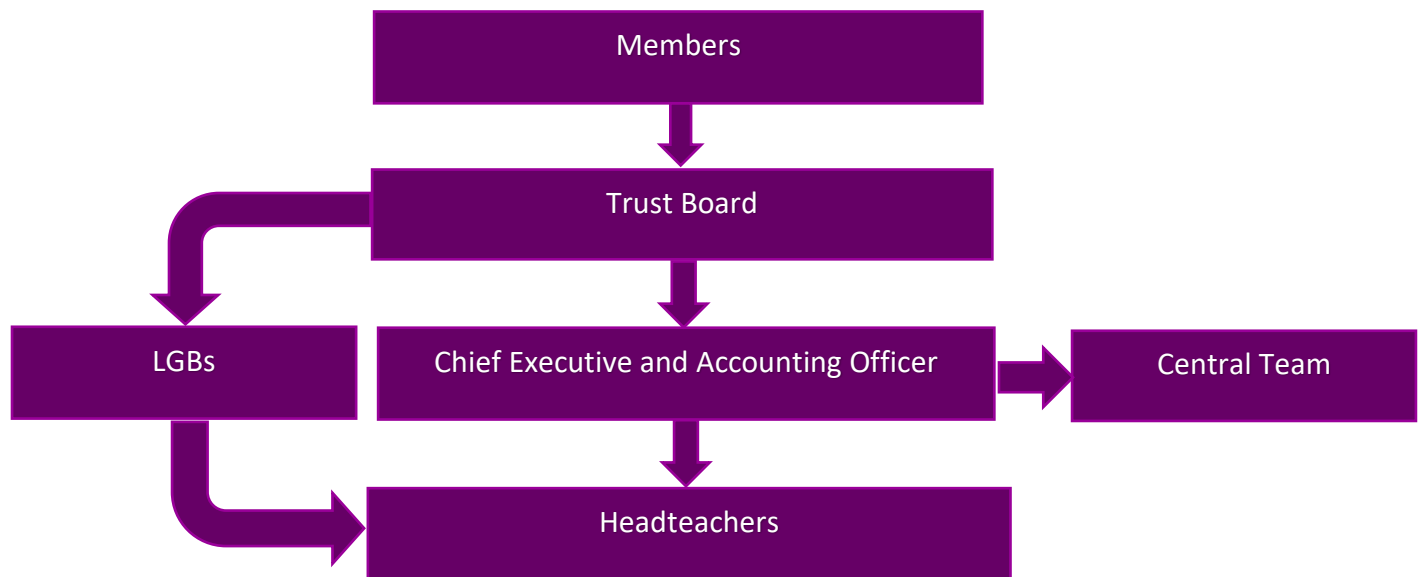 Members
Trust Board
LGBs
Chief Executive and Accounting Officer
Central Team
Headteachers